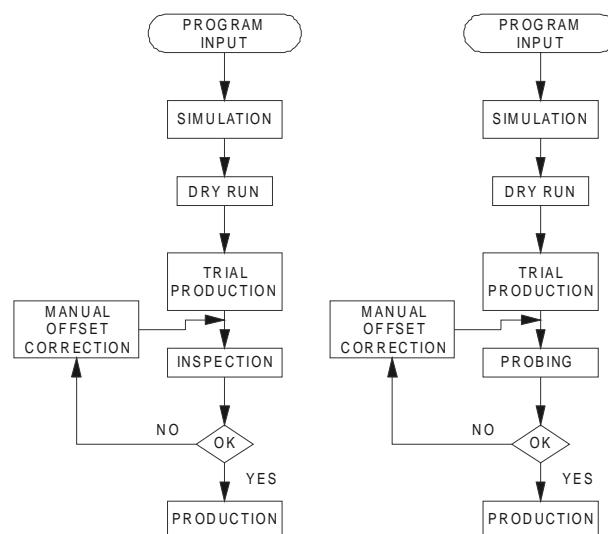 PROGRAM
INPUT
SIMULATION
DRY RUN
TRIAL
PRODUCTION
MANUAL
OFFSET
CORRECTION
INSPECTION
NO
OK
YES
PRODUCTION
PROGRAM
INPUT
SIMULATION
DRY RUN
TRIAL
PRODUCTION
MANUAL
OFFSET
CORRECTION
PROBING
NO
OK
YES
PRODUCTION